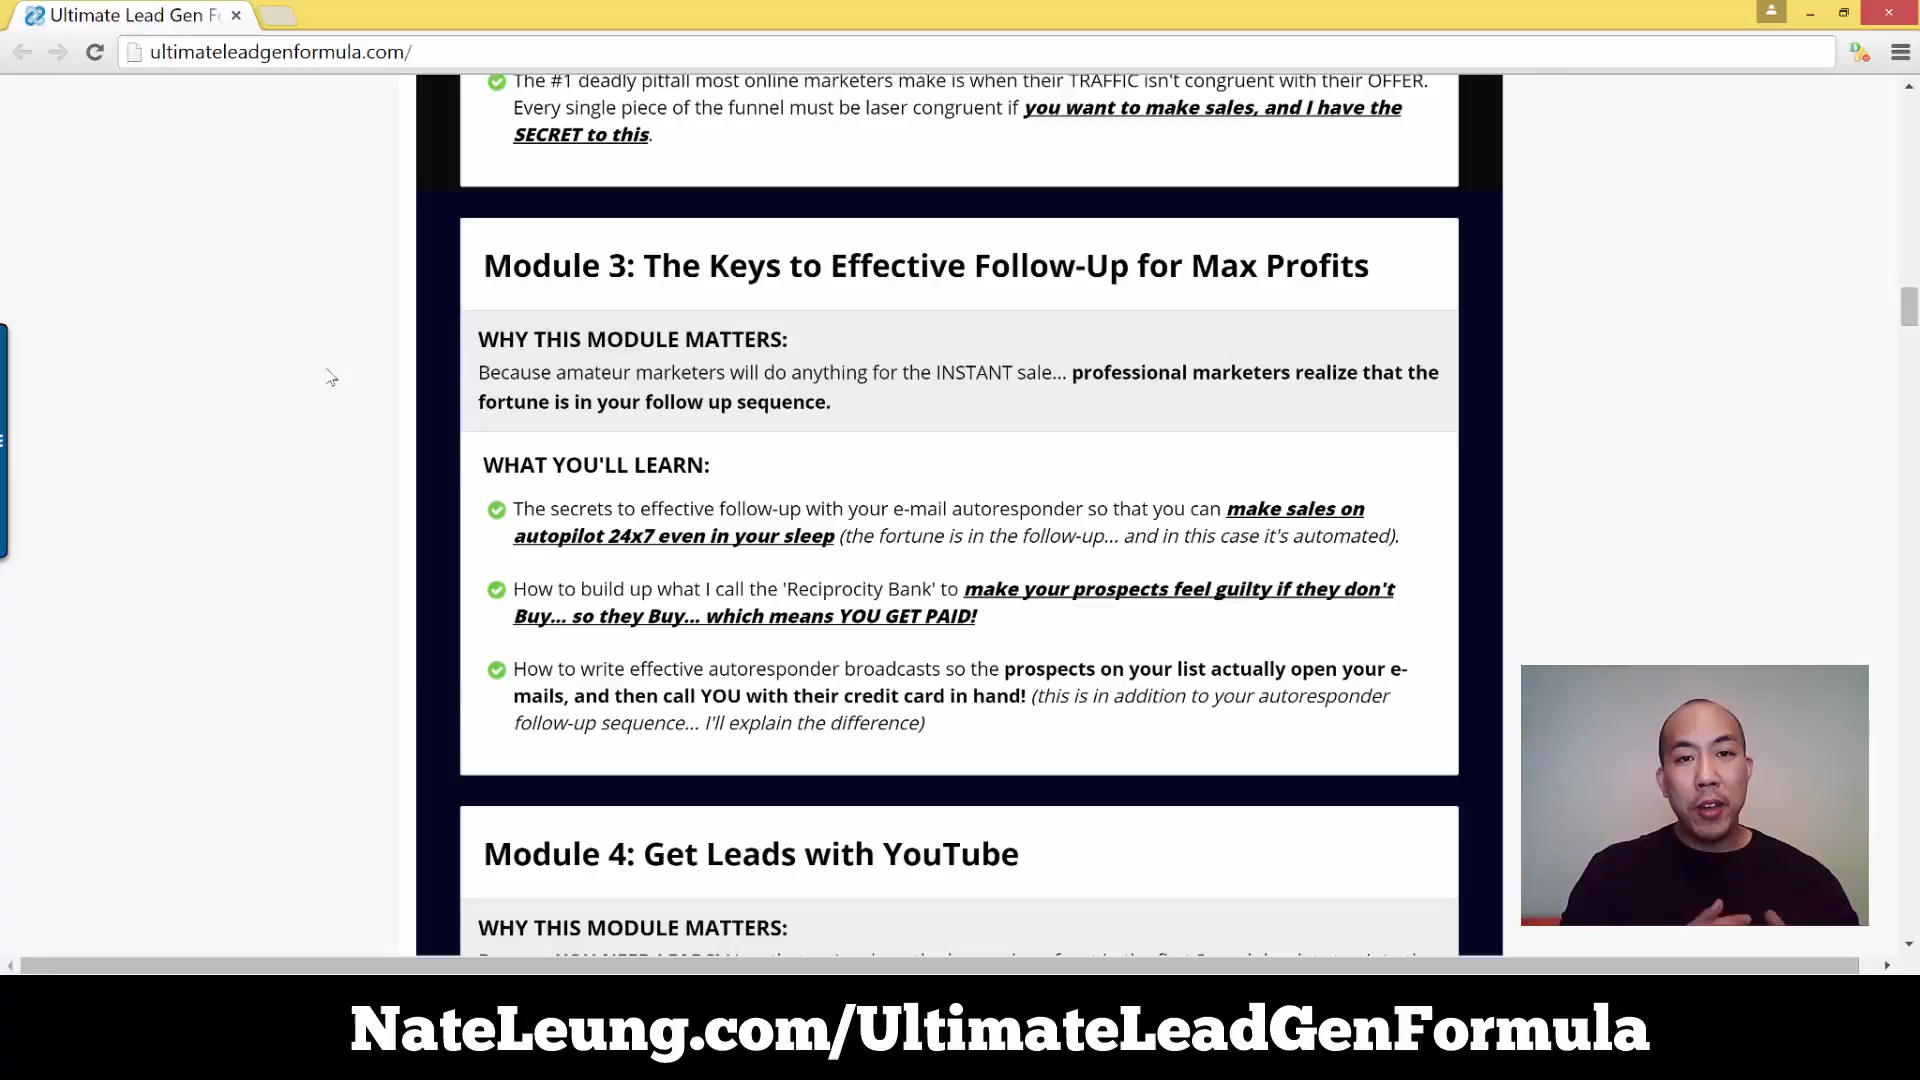 Ultimate Lead Gen Fo
ultimateleadgenformula.com/
The #1 deadly pitfall most online marketers make is when their TRAFFIC isn't congruent with their OFFER.
Every single piece of the funnel must be laser congruent if you want to make sales, and I have the
SECRET to this.
Module 3: The Keys to Effective Follow-Up for Max Profits
WHY THIS MODULE MATTERS:
Because amateur marketers will do anything for the INSTANT sale... professional marketers realize that the
fortune is in your follow up sequence.
WHAT YOU'LL LEARN:
The secrets to effective follow-up with your e-mail autoresponder so that you can make sales on
autopilot 24x7 even in your sleep (the fortune is in the follow-up... and in this case it's automated).
How to build up what I call the 'Reciprocity Bank' to make your prospects feel guilty if they don't
Buy... so they Buy... which means YOU GET PAID!
How to write effective autoresponder broadcasts so the prospects on your list actually open your e-
mails, and then call YOU with their credit card in hand! (this is in addition to your autoresponder
follow-up sequence... I'll explain the difference)
Module 4: Get Leads with YouTube
WHY THIS MODULE MATTERS:
NateLeung.com/UltimateLeadGenFormula